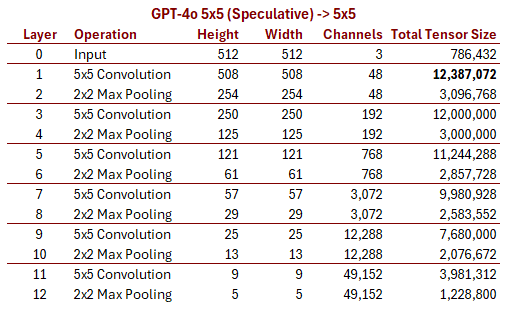 GPT-4o 5x5 (Speculative) -> 5x5
Layer Operation Height Width Channels Total Tensor Size
0 Input 512 512 3 786,432
1 5x5 Convolution 508 508 48 12,387,072
2 2x2 Max Pooling 254 254 48 3,096,768
3 5x5 Convolution 250 250 192 12,000,000
4 2x2 Max Pooling 125 125 192 3,000,000
5 5x5 Convolution 121 121 768 11,244,288
6 2x2 Max Pooling 61 61 768 2,857,728
7 5x5 Convolution 57 57 3,072 9,980,928
8 2x2 Max Pooling 29 29 3,072 2,583,552
9 5x5 Convolution 25 25 12,288 7,680,000
10 2x2 Max Pooling 13 13 12,288 2,076,672
11 5x5 Convolution 9 9 49,152 3,981,312
12 2x2 Max Pooling 5 5 49,152 1,228,800